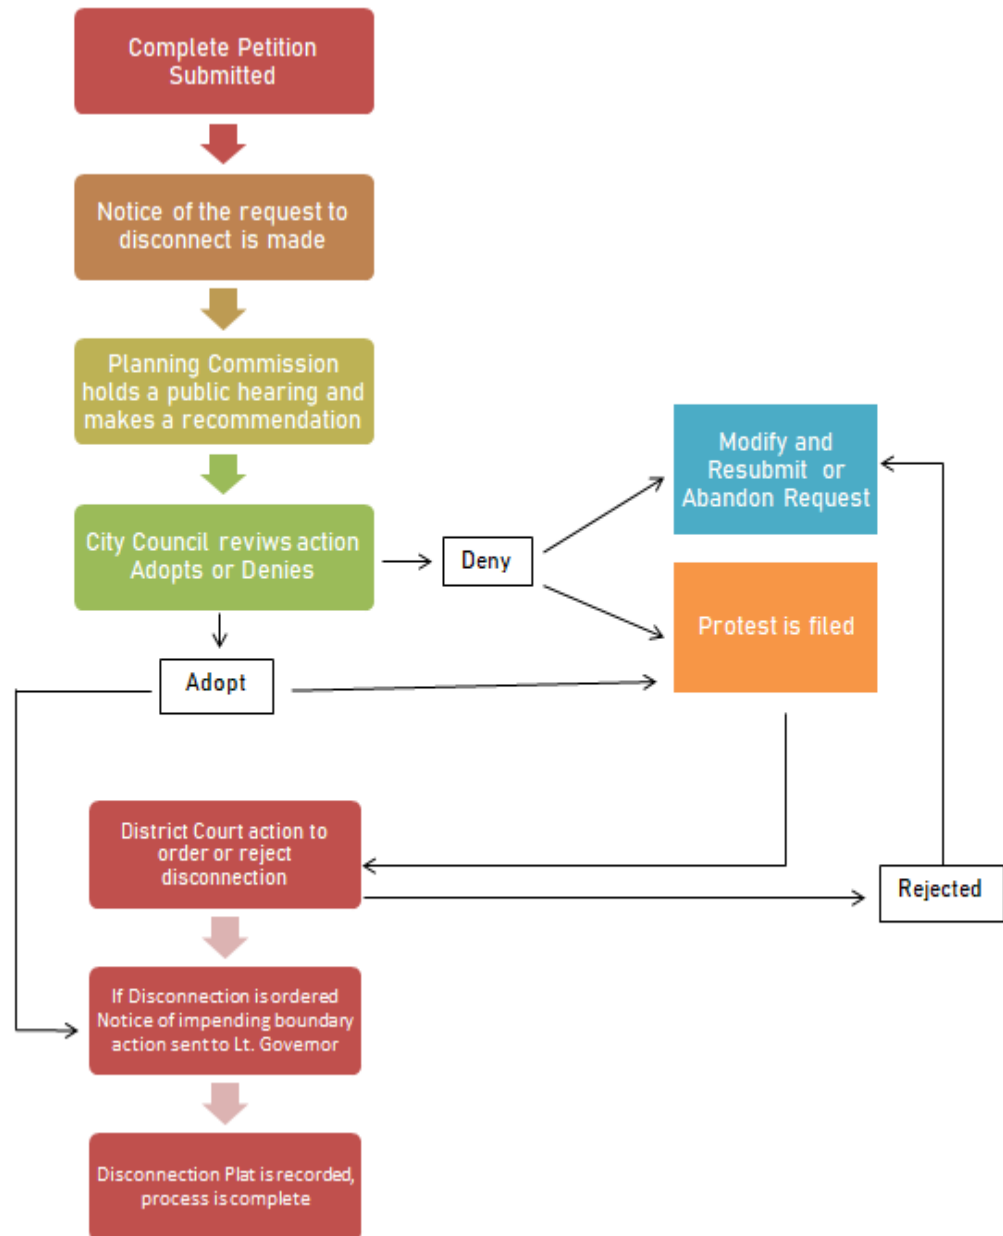 Complete Petition
Submitted
Notice of the request to
disconnect is made
Planning Commission
holds a public hearing and
makes a recommendation
City Council reviws action
Adopts or Denies
Deny
Modify and
Resubmit or
Abandon Request
Protest is filed
Adopt
District Court action to
order or reject
disconnection
Rejected
If Disconnection is ordered
Notice of impending boundary
action sent to Lt. Governor
Disconnection Plat is recorded,
process is complete